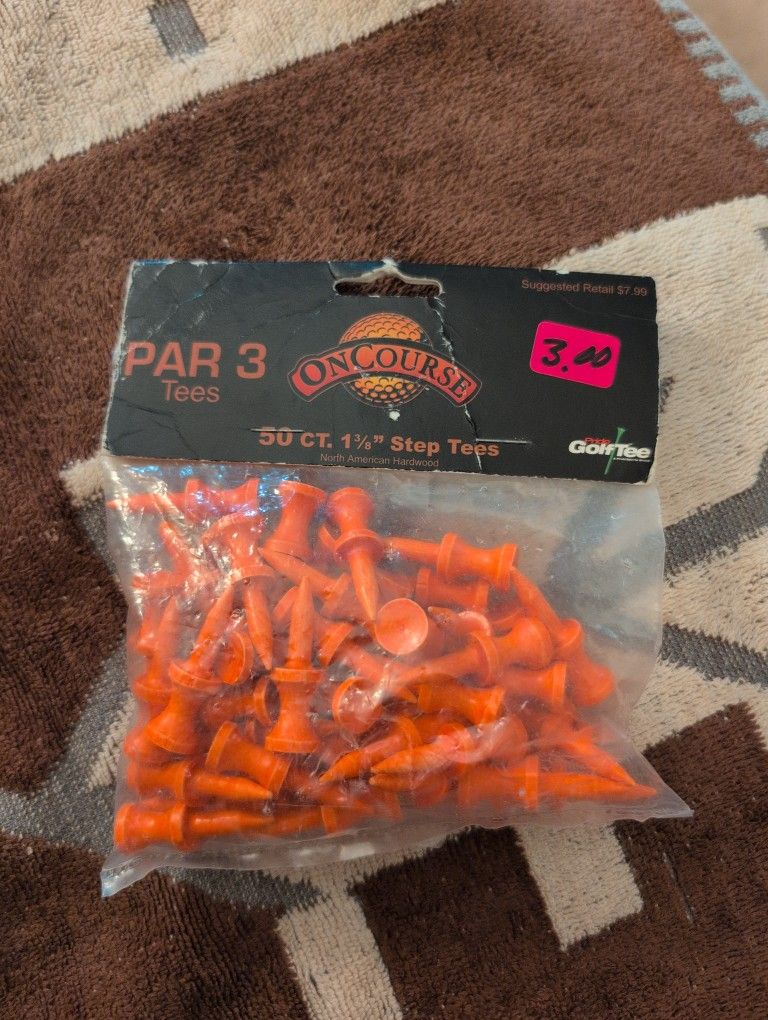 Suggested Retail $7.99
3.00
PAR 3
Tees
ONCOURSE
50 CT. 1⅜" Step Tees
North American Hardwood
Pride
GolfTee